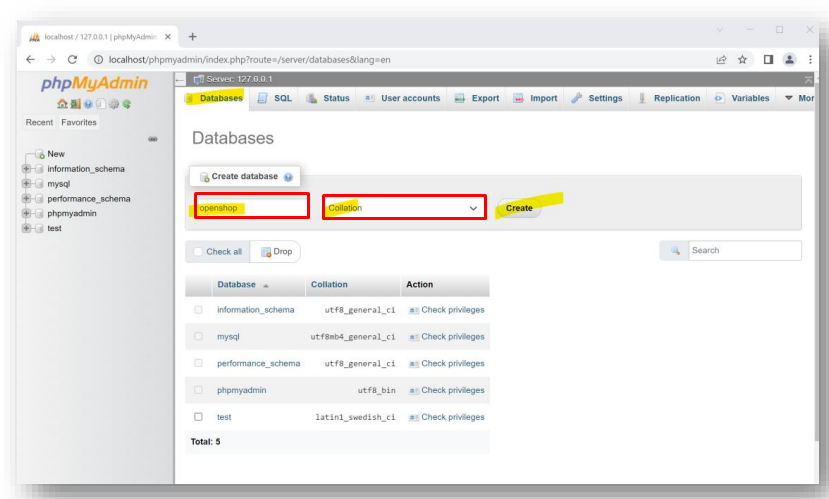 localhost / 127.0.0.1 | phpMyAdmin
localhost/phpmyadmin/index.php?route=/server/databases&lang=en
phpMyAdmin
Recent Favorites
New
information_schema
mysql
performance_schema
phpmyadmin
test
Server: 127.0.0.1
Databases SQL Status User accounts Export Import Settings Replication Variables Mor
Databases
Create database
openshop Collation Create
Check all Drop Search
Database Collation Action
information_schema utf8_general_ci Check privileges
mysql utf8mb4_general_ci Check privileges
performance_schema utf8_general_ci Check privileges
phpmyadmin utf8_bin Check privileges
test latin1_swedish_ci Check privileges
Total: 5